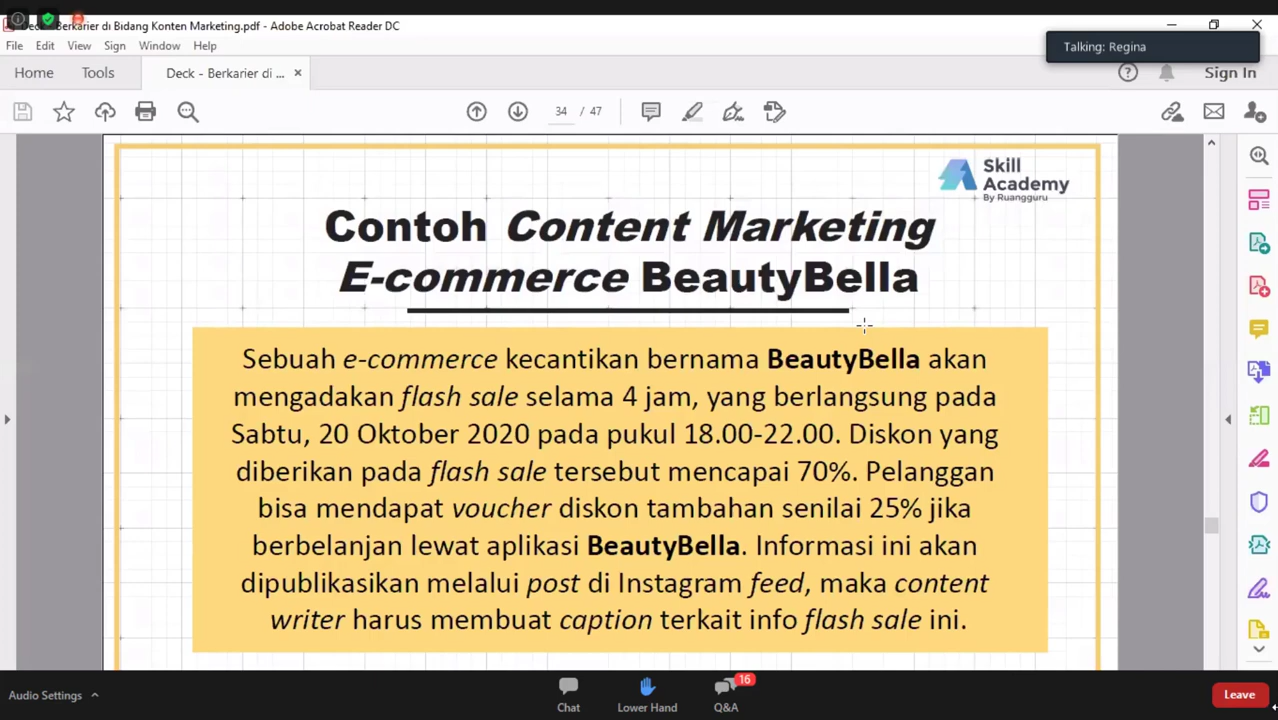 Deck - Berkarier di Bidang Konten Marketing.pdf - Adobe Acrobat Reader DC
File Edit View Sign Window Help
Talking: Regina
Home Tools Deck - Berkarier di ... × Sign In
34 / 47
Skill
Academy
By Ruangguru
Contoh Content Marketing
E-commerce BeautyBella
Sebuah e-commerce kecantikan bernama BeautyBella akan
mengadakan flash sale selama 4 jam, yang berlangsung pada
Sabtu, 20 Oktober 2020 pada pukul 18.00-22.00. Diskon yang
diberikan pada flash sale tersebut mencapai 70%. Pelanggan
bisa mendapat voucher diskon tambahan senilai 25% jika
berbelanjan lewat aplikasi BeautyBella. Informasi ini akan
dipublikasikan melalui post di Instagram feed, maka content
writer harus membuat caption terkait info flash sale ini.
Audio Settings Chat Lower Hand Q&A 16 Leave